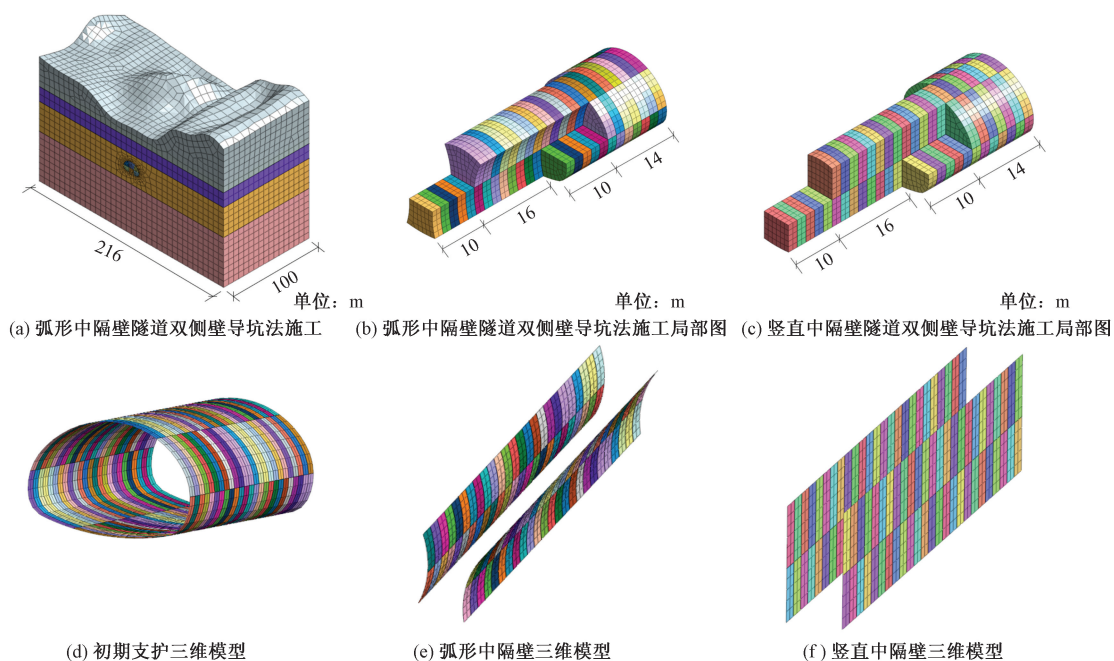 216
100
单位：m
(a) 弧形中隔壁隧道双侧壁导坑法施工
14
10
16
10
单位：m
(b) 弧形中隔壁隧道双侧壁导坑法施工局部图
14
10
16
10
单位：m
(c) 竖直中隔壁隧道双侧壁导坑法施工局部图
(d) 初期支护三维模型
(e) 弧形中隔壁三维模型
(f) 竖直中隔壁三维模型